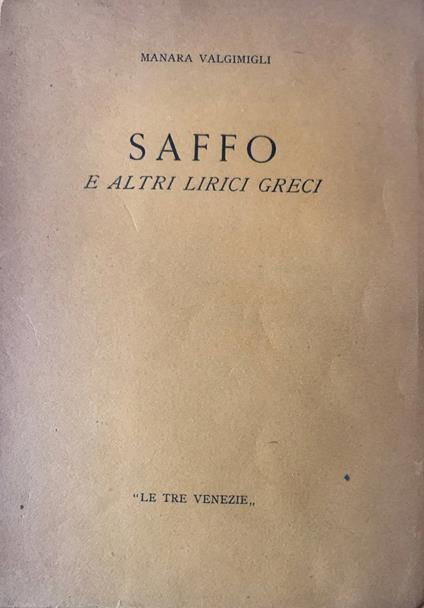 MANARA VALGIMIGLI
SAFFO
E ALTRI LIRICI GRECI
"LE TRE VENEZIE„